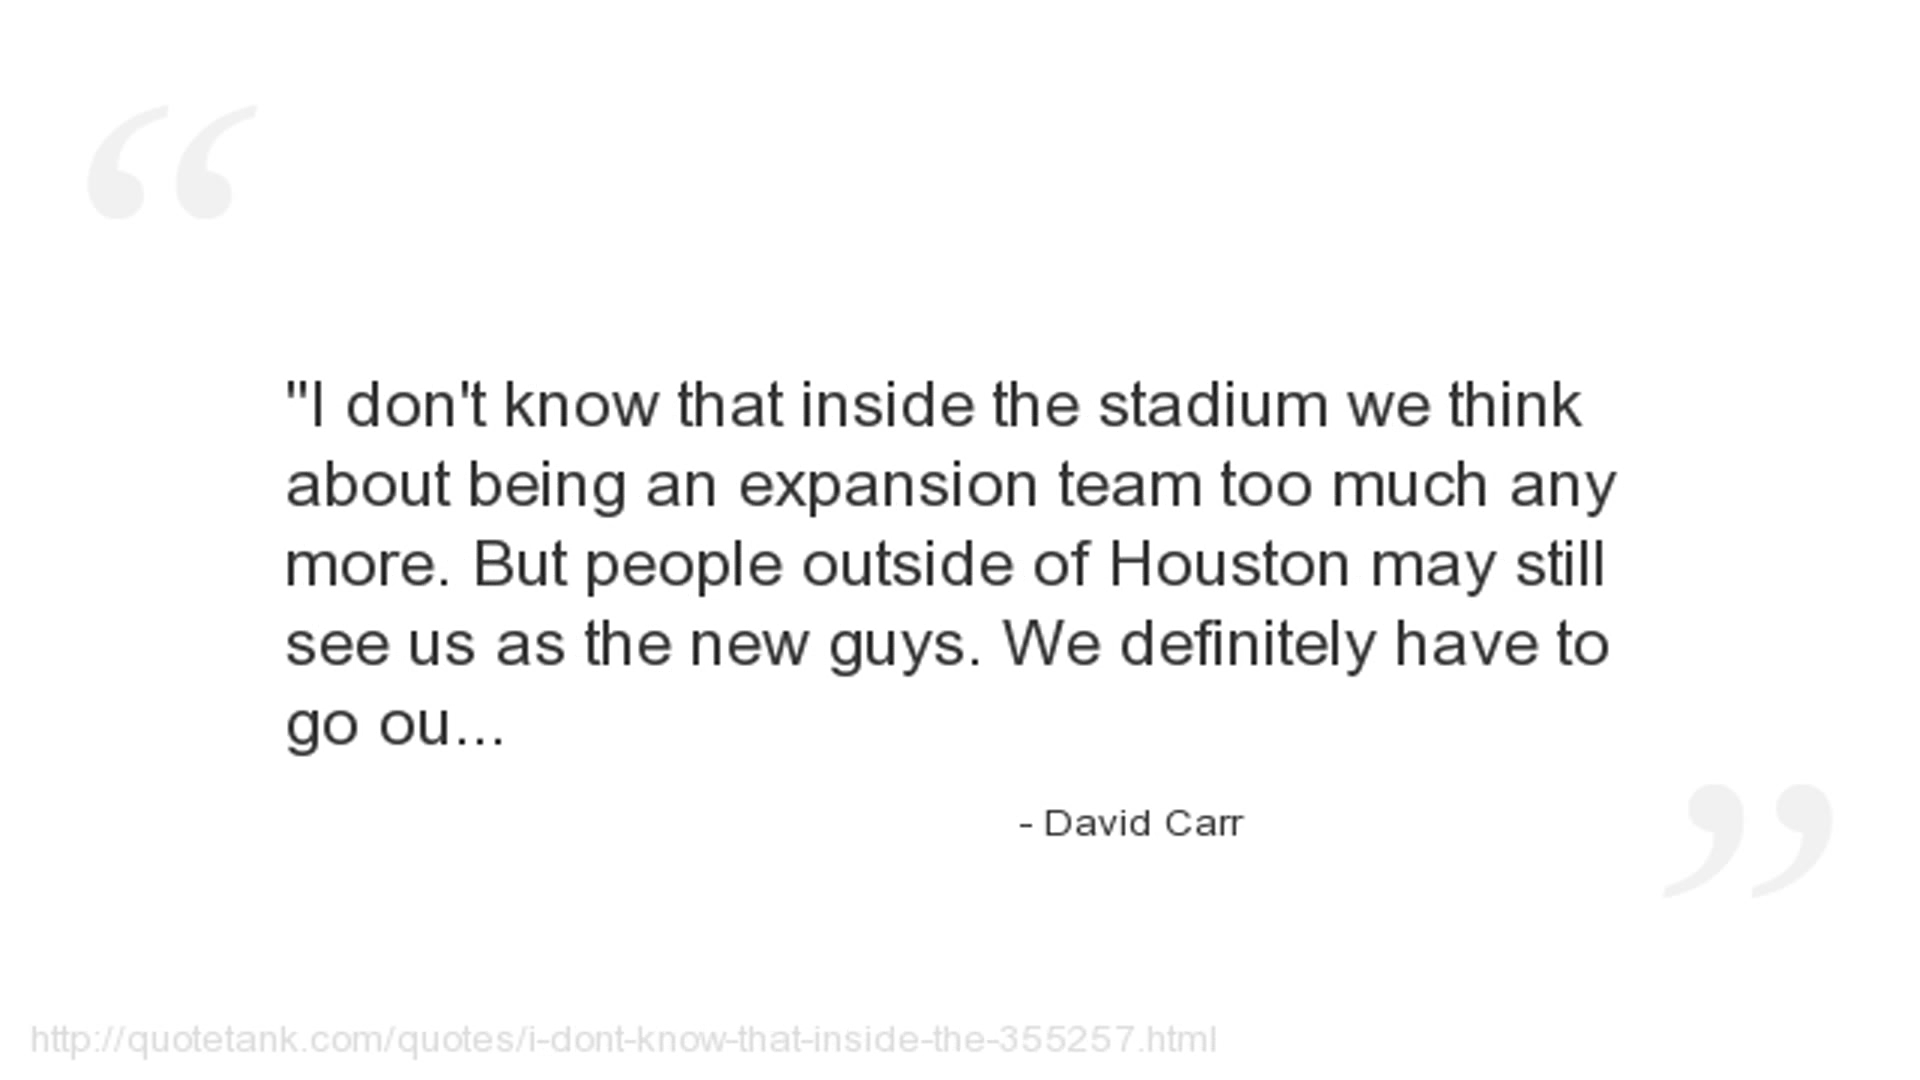 "I don't know that inside the stadium we think
about being an expansion team too much any
more. But people outside of Houston may still
see us as the new guys. We definitely have to
go ou...
- David Carr
http://quotetank.com/quotes/i-dont-know-that-inside-the-355257.html